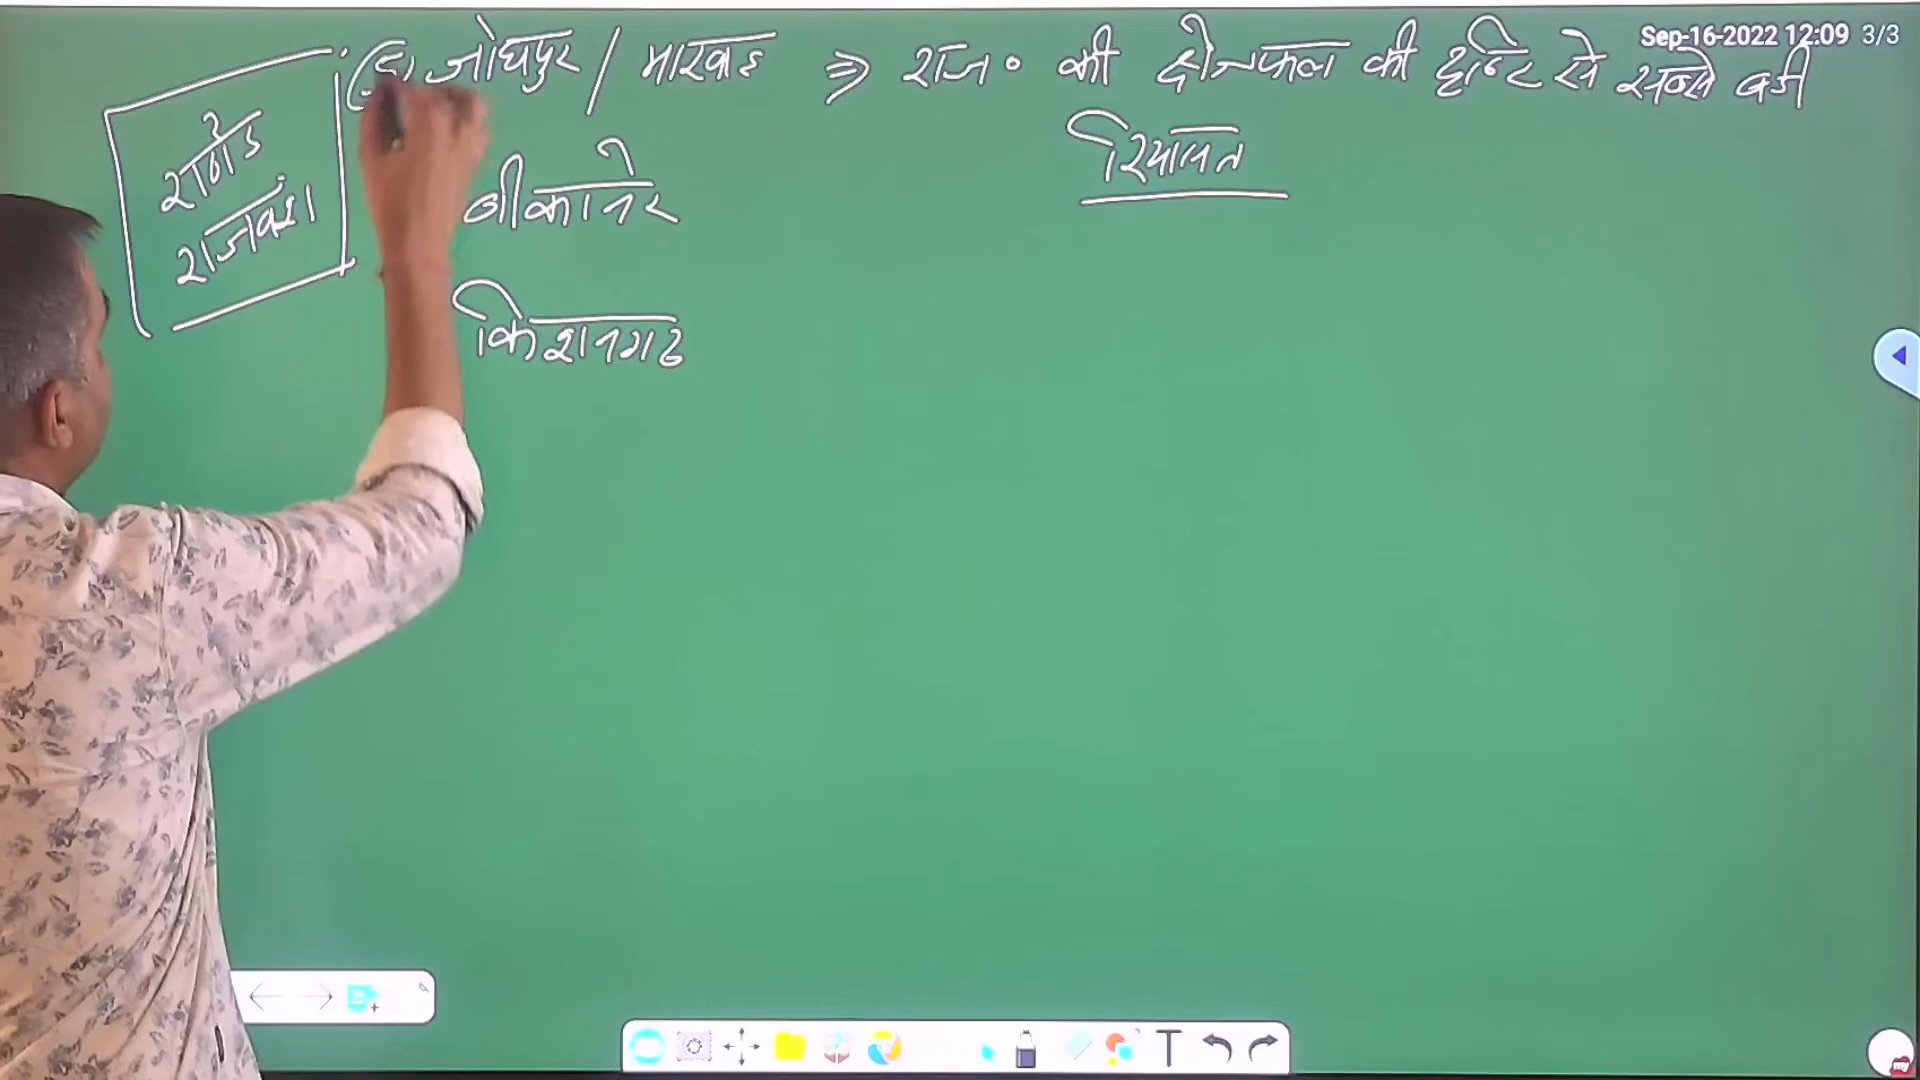 Sep-16-2022 12:09 3/3
जोधपुर / मारवाड ⇒ राज० की क्षेत्रफल की दृष्टि से सबसे बडी
रियासत
राठौड
राजवंश
बीकानेर
किशनगढ
T